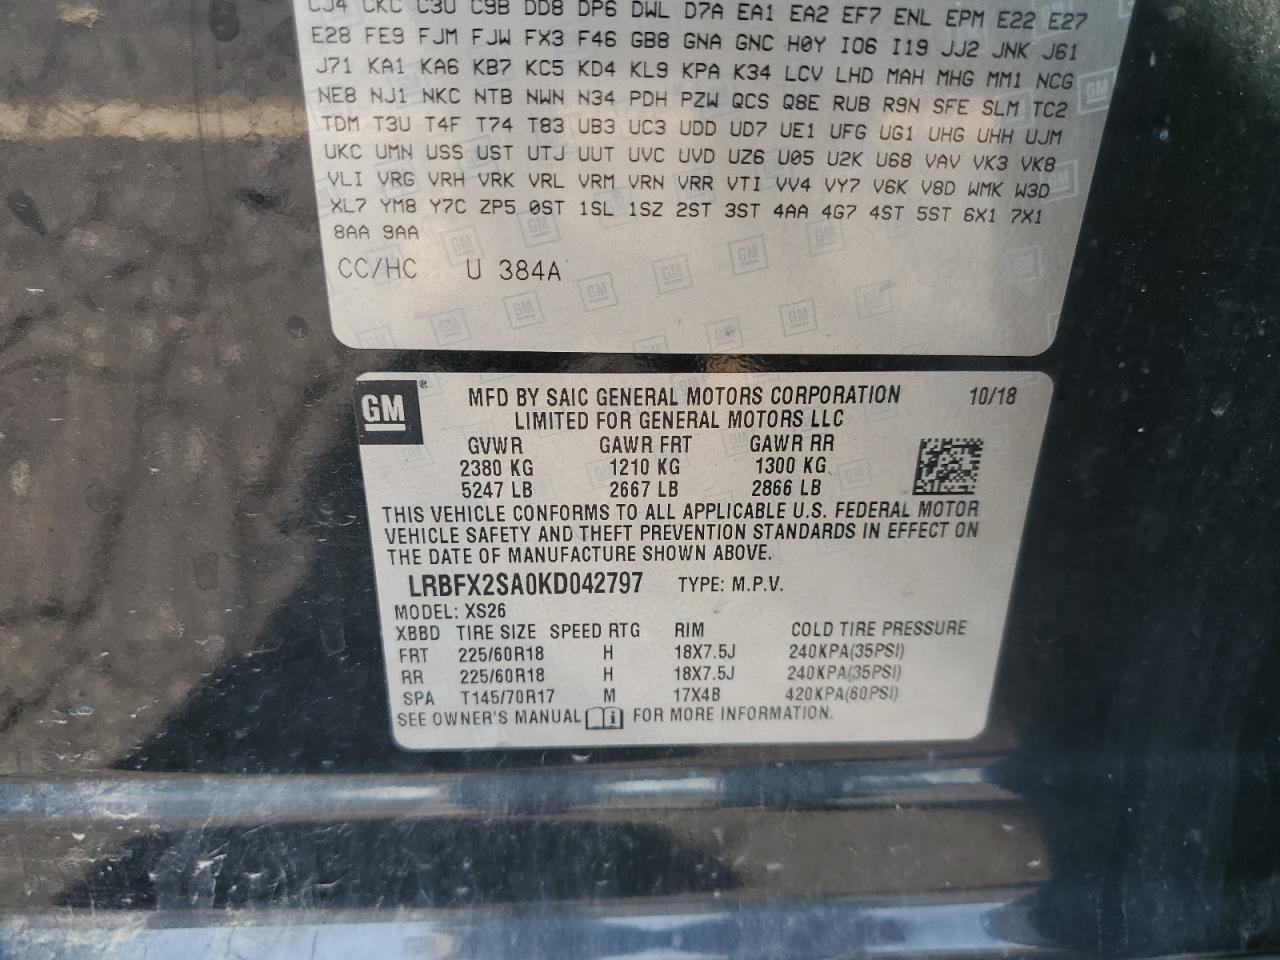 CJ4 CKC C3U C9B DD8 DP6 DWL D7A EA1 EA2 EF7 ENL EPM E22 E27
E28 FE9 FJM FJW FX3 F46 GB8 GNA GNC H0Y IO6 I19 JJ2 JNK J61
J71 KA1 KA6 KB7 KC5 KD4 KL9 KPA K34 LCV LHD MAH MHG MM1 NCG
NE8 NJ1 NKC NTB NWN N34 PDH PZW QCS Q8E RUB R9N SFE SLM TC2
TDM T3U T4F T74 T83 UB3 UC3 UDD UD7 UE1 UFG UG1 UHG UHH UJM
UKC UMN USS UST UTJ UUT UVC UVD UZ6 U05 U2K U68 VAV VK3 VK8
VLI VRG VRH VRK VRL VRM VRN VRR VTI VV4 VY7 V6K V8D WMK W3D
XL7 YM8 Y7C ZP5 0ST 1SL 1SZ 2ST 3ST 4AA 4G7 4ST 5ST 6X1 7X1
8AA 9AA
CC/HC U 384A
GM ® MFD BY SAIC GENERAL MOTORS CORPORATION 10/18
LIMITED FOR GENERAL MOTORS LLC
GVWR GAWR FRT GAWR RR
2380 KG 1210 KG 1300 KG
5247 LB 2667 LB 2866 LB
THIS VEHICLE CONFORMS TO ALL APPLICABLE U.S. FEDERAL MOTOR
VEHICLE SAFETY AND THEFT PREVENTION STANDARDS IN EFFECT ON
THE DATE OF MANUFACTURE SHOWN ABOVE.
LRBFX2SA0KD042797 TYPE: M.P.V.
MODEL: XS26
XBBD TIRE SIZE SPEED RTG RIM COLD TIRE PRESSURE
FRT 225/60R18 H 18X7.5J 240KPA(35PSI)
RR 225/60R18 H 18X7.5J 240KPA(35PSI)
SPA T145/70R17 M 17X4B 420KPA(60PSI)
SEE OWNER'S MANUAL FOR MORE INFORMATION.